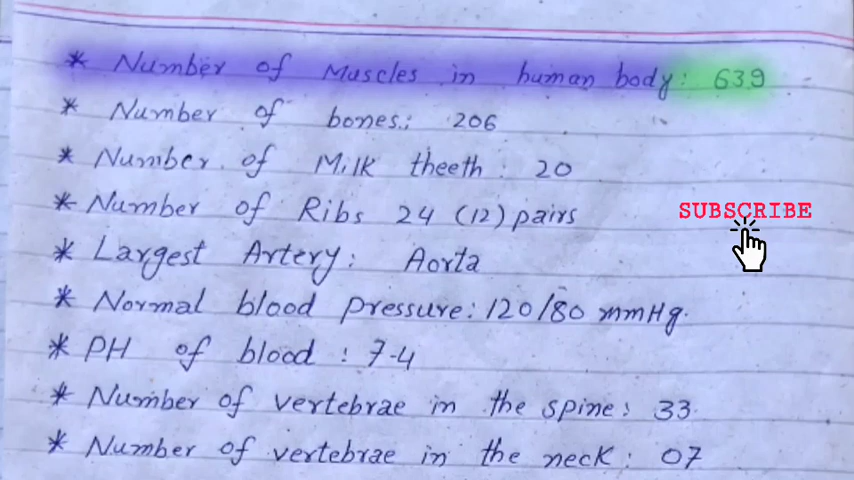 * Number of Muscles in human body: 639
* Number of bones: 206
* Number of Milk theeth: 20
* Number of Ribs 24 (12) pairs
SUBSCRIBE
* Largest Artery: Aorta
* Normal blood pressure: 120/80 mmHg.
* PH of blood: 7-4
* Number of vertebrae in the spine: 33
* Number of vertebrae in the neck: 07